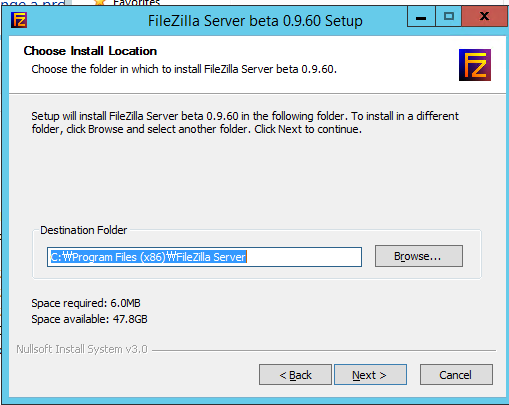 nge a prd
Favorites
FileZilla Server beta 0.9.60 Setup
Choose Install Location
Choose the folder in which to install FileZilla Server beta 0.9.60.
Fz
Setup will install FileZilla Server beta 0.9.60 in the following folder. To install in a different
folder, click Browse and select another folder. Click Next to continue.
Destination Folder
C:₩Program Files (x86)₩FileZilla Server
Browse...
Space required: 6.0MB
Space available: 47.8GB
Nullsoft Install System v3.0
< Back
Next >
Cancel